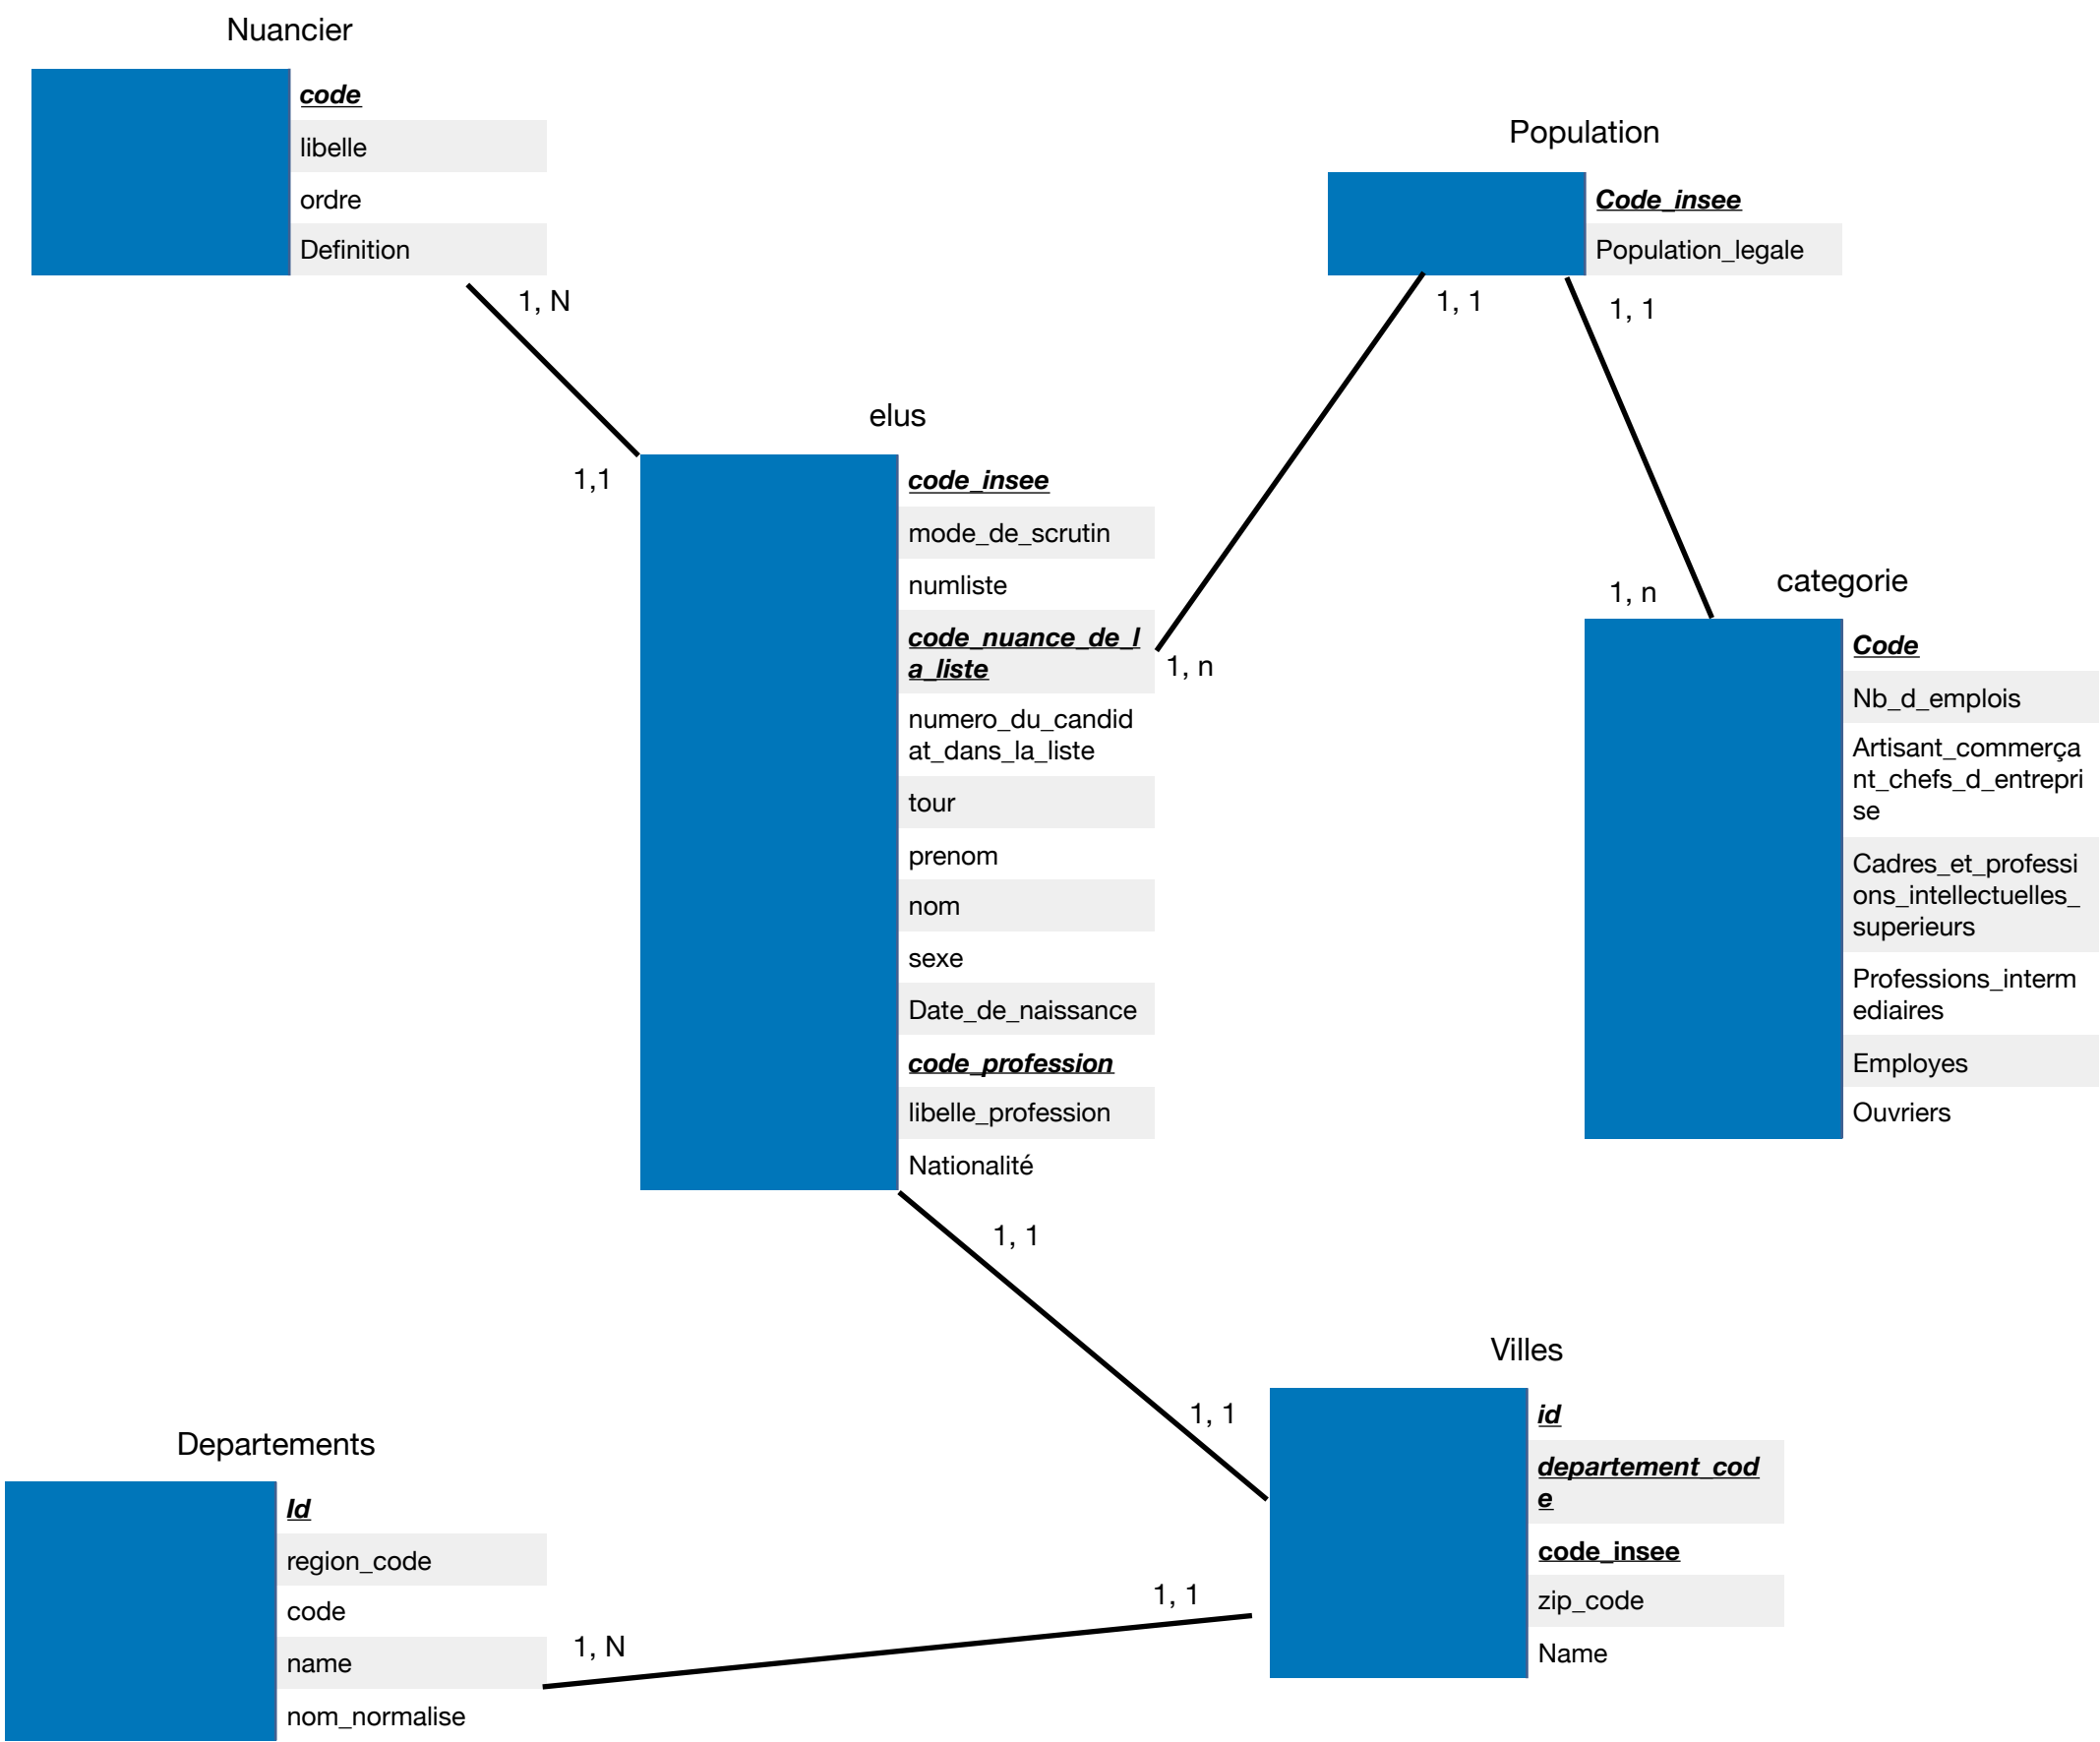 Nuancier
code
libelle
ordre
Definition
1, N
Population
Code_insee
Population_legale
1, 1
1, 1
elus
1,1
code_insee
mode_de_scrutin
numliste
code_nuance_de_l
a_liste
numero_du_candid
at_dans_la_liste
tour
prenom
nom
sexe
Date_de_naissance
code_profession
libelle_profession
Nationalité
1, n
1, n
categorie
Code
Nb_d_emplois
Artisant_commerça
nt_chefs_d_entrepri
se
Cadres_et_professi
ons_intellectuelles_
superieurs
Professions_interm
ediaires
Employes
Ouvriers
1, 1
1, 1
Villes
id
departement_cod
e
code_insee
zip_code
Name
Departements
Id
region_code
code
name
nom_normalise
1, N
1, 1